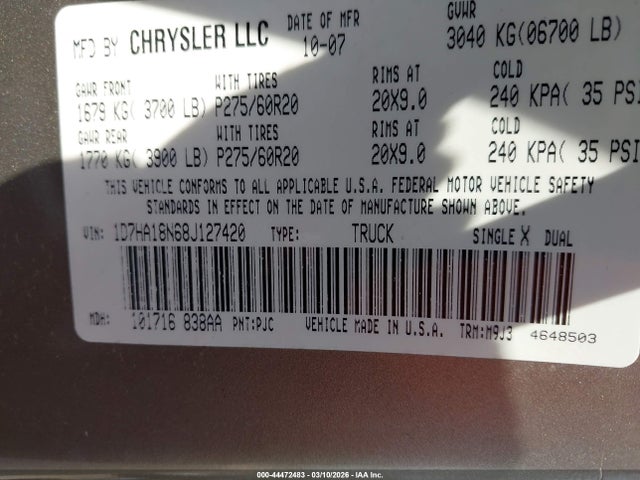 MFD BY CHRYSLER LLC DATE OF MFR 10-07 GVWR 3040 KG(06700 LB)
GAWR FRONT WITH TIRES RIMS AT COLD
1679 KG( 3700 LB) P275/60R20 20X9.0 240 KPA( 35 PSI
GAWR REAR WITH TIRES RIMS AT COLD
1770 KG( 3900 LB) P275/60R20 20X9.0 240 KPA( 35 PSI
THIS VEHICLE CONFORMS TO ALL APPLICABLE U.S.A. FEDERAL MOTOR VEHICLE SAFETY
STANDARDS IN EFFECT ON THE DATE OF MANUFACTURE SHOWN ABOVE.
VIN: 1D7HA18N68J127420 TYPE: TRUCK SINGLE X DUAL
MDH: 101716 838AA PNT:PJC VEHICLE MADE IN U.S.A. TRM:M9J3 4648503
000-44472483 - 03/10/2026 - IAA Inc.